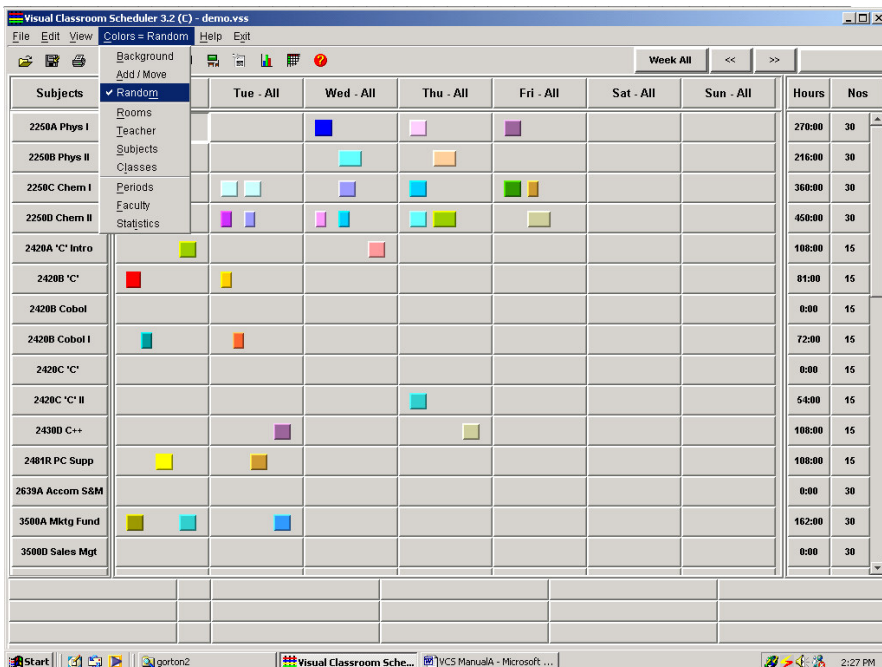 Visual Classroom Scheduler 3.2 (C) - demo.vss
File Edit View Colors = Random Help Exit
Background
Add / Move
Random
Rooms
Teacher
Subjects
Classes
Periods
Faculty
Statistics
Week All << >>
Subjects Tue - All Wed - All Thu - All Fri - All Sat - All Sun - All Hours Nos
2250A Phys I 270:00 30
2250B Phys II 216:00 30
2250C Chem I 360:00 30
2250D Chem II 450:00 30
2420A 'C' Intro 108:00 15
2420B 'C' 81:00 15
2420B Cobol 0:00 15
2420B Cobol I 72:00 15
2420C 'C' 0:00 15
2420C 'C' II 54:00 15
2430D C++ 108:00 15
2481R PC Supp 108:00 15
2639A Accom S&M 0:00 30
3500A Mktg Fund 162:00 30
3500D Sales Mgt 0:00 30
Start gorton2 Visual Classroom Sche... VCS ManualA - Microsoft ... 2:27 PM